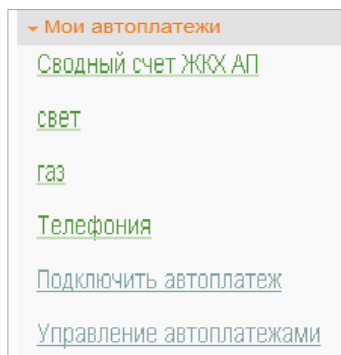 Мои автоплатежи
Сводный счет ЖКХ АП
свет
газ
Телефония
Подключить автоплатеж
Управление автоплатежами